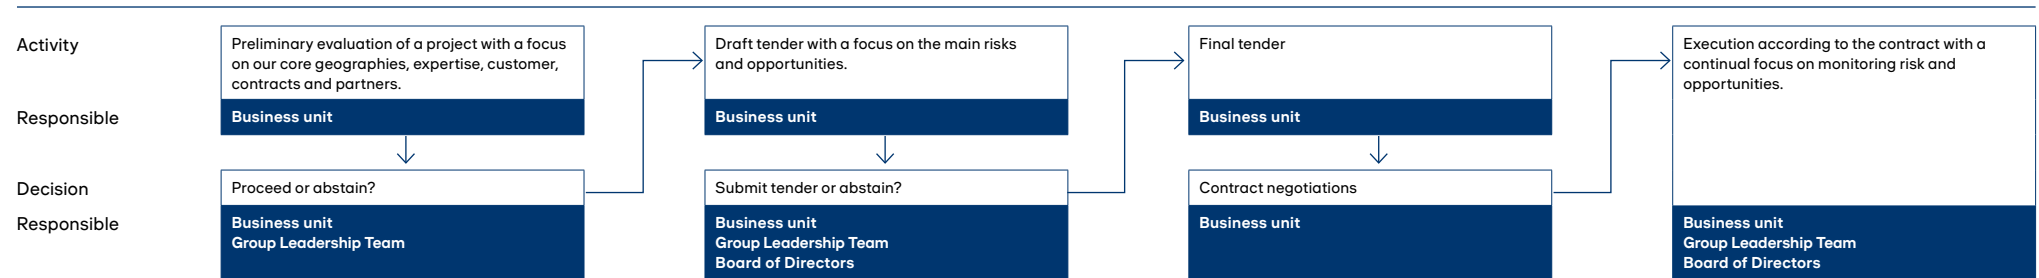 Activity
Preliminary evaluation of a project with a focus
on our core geographies, expertise, customer,
contracts and partners.
Draft tender with a focus on the main risks
and opportunities.
Final tender
Execution according to the contract with a
continual focus on monitoring risk and
opportunities.
Responsible
Business unit
Business unit
Business unit
Decision
Proceed or abstain?
Submit tender or abstain?
Contract negotiations
Responsible
Business unit
Group Leadership Team
Business unit
Group Leadership Team
Board of Directors
Business unit
Business unit
Group Leadership Team
Board of Directors